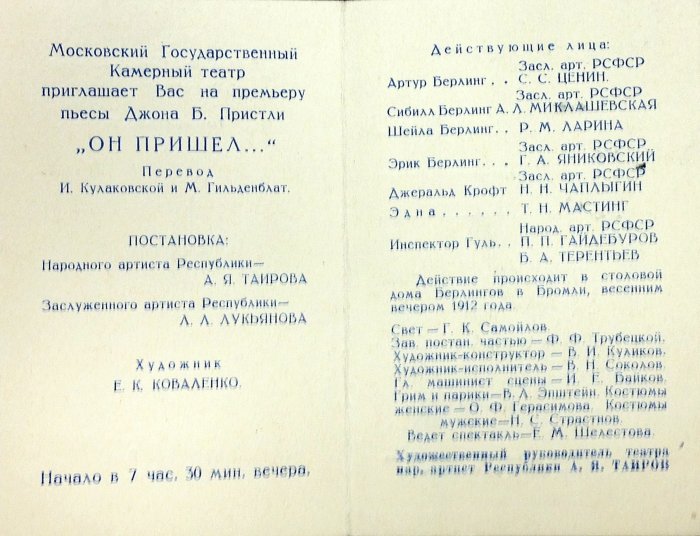 Московский Государственный
Камерный театр
приглашает Вас на премьеру
пьесы Джона Б. Пристли
„ОН ПРИШЕЛ...“
Перевод
И. Кулаковской и М. Гильденблат.
ПОСТАНОВКА:
Народного артиста Республики—
А. Я. ТАИРОВА
Заслуженного артиста Республики—
Л. Л. ЛУКЬЯНОВА
Художник
Е. К. КОВАЛЕНКО.
Начало в 7 час, 30 мин, вечера,
Действующие лица:
Засл. арт. РСФСР
Артур Берлинг . . С. С. ЦЕНИН.
Засл. арт. РСФСР
Сибилл Берлинг А. Л. МИКЛАШЕВСКАЯ
Шейла Берлинг . . Р. М. ЛАРИНА
Засл. арт. РСФСР
Эрик Берлинг . . Г. А. ЯНИКОВСКИЙ
Засл. арт. РСФСР
Джеральд Крофт Н. Н. ЧАПЛЫГИН
Эдна . . . . . . Т. Н. МАСТИНГ
Народ. арт. РСФСР
Инспектор Гуль . . П. П. ГАЙДЕБУРОВ
Б. А. ТЕРЕНТЬЕВ
Действие происходит в столовой
дома Берлингов в Бромли, весенним
вечером 1912 года.
Свет — Г. К. Самойлов.
Зав. постан. частью — Ф. Ф. Трубецкой.
Художник-конструктор — В. И. Куликов.
Художник-исполнитель — В. Н. Соколов.
Гл. машинист сцены — И. Е. Байков.
Грим и парики — В. Л. Эпштейн. Костюмы
женские — О. Ф. Герасимова. Костюмы
мужские — Н. С. Страстнов.
Ведет спектакль — Е. М. Шелестова.
Художественный руководитель театра
нар. артист Республики А. Я. ТАИРОВ